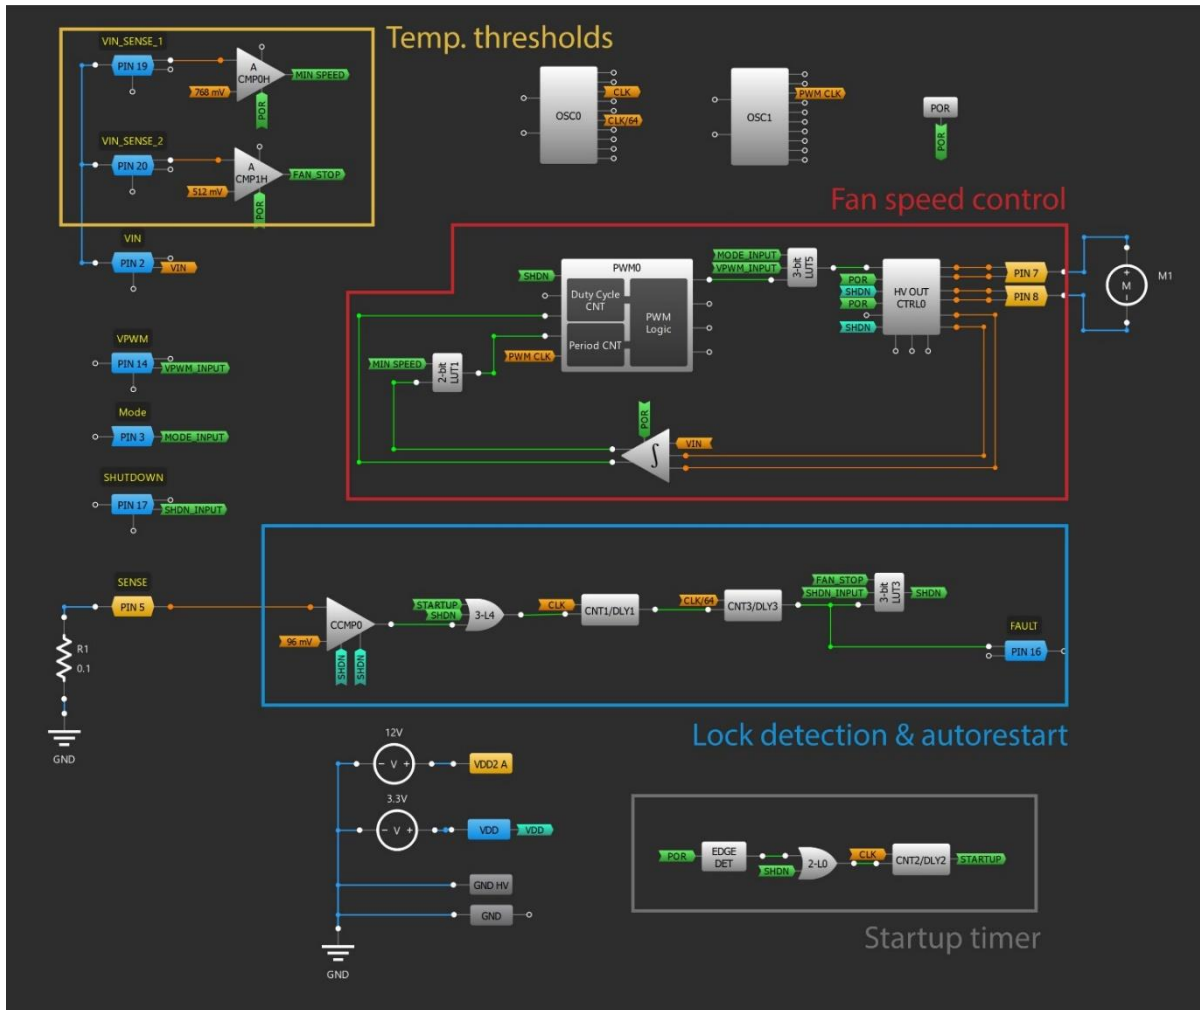 Temp. thresholds
VIN_SENSE_1
PIN 19
A
CMP0H
MIN SPEED
768 mV
POR
VIN_SENSE_2
PIN 20
A
CMP1H
FAN_STOP
512 mV
POR
VIN
PIN 2
VIN
VPWM
PIN 14
VPWM_INPUT
Mode
PIN 3
MODE_INPUT
SHUTDOWN
PIN 17
SHDN_INPUT
OSC0
CLK
CLK/64
OSC1
PWM CLK
POR
POR
Fan speed control
SHDN
PWM0
Duty Cycle
CNT
PWM
Logic
Period CNT
PWM CLK
MIN SPEED
2-bit
LUT1
MODE_INPUT
VPWM_INPUT
3-bit
LUT5
POR
SHDN
POR
SHDN
HV OUT
CTRL0
PIN 7
PIN 8
+
M
−
M1
POR
VIN
∫
SENSE
PIN 5
R1
0.1
GND
CCMP0
96 mV
SHDN
SHDN
STARTUP
SHDN
3-L4
CLK
CNT1/DLY1
CLK/64
CNT3/DLY3
FAN_STOP
SHDN_INPUT
3-bit
LUT3
SHDN
FAULT
PIN 16
Lock detection & autorestart
12V
− V +
VDD2 A
3.3V
− V +
VDD
VDD
GND HV
GND
GND
POR
EDGE
DET
SHDN
2-L0
CLK
CNT2/DLY2
STARTUP
Startup timer